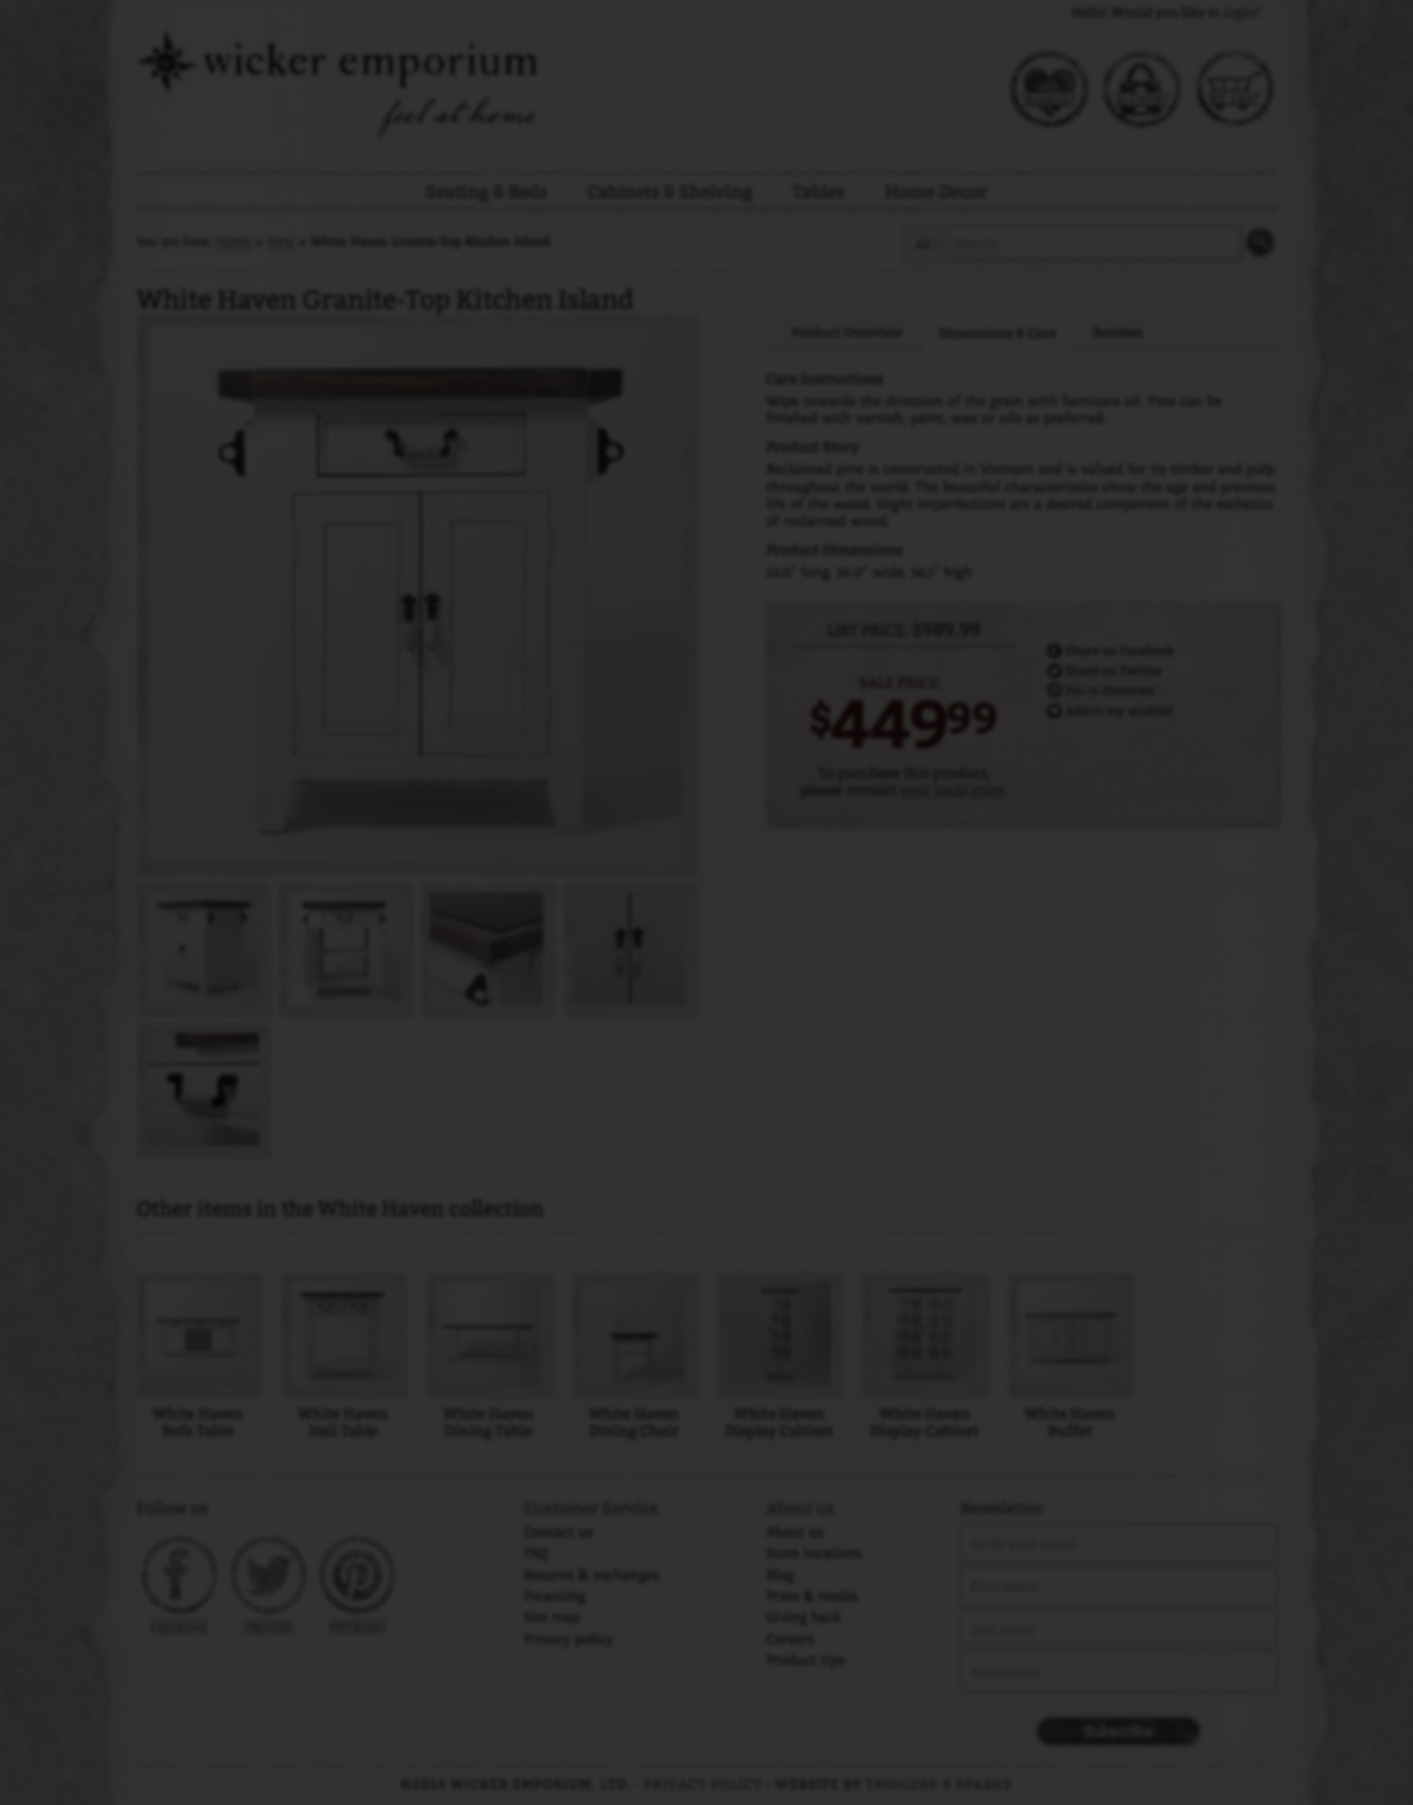 Hello! Would you like to login?
wicker emporium
feel at home
Seating & Beds Cabinets & Shelving Tables Home Decor
You are here: Home > New > White Haven Granite-Top Kitchen Island
All Search
White Haven Granite-Top Kitchen Island
Product Overview Dimensions & Care Reviews
Care Instructions
Wipe towards the direction of the grain with furniture oil. Pine can be
finished with varnish, paint, wax or oils as preferred.
Product Story
Reclaimed pine is constructed in Vietnam and is valued for its timber and pulp
throughout the world. The beautiful characteristics show the age and previous
life of the wood. Slight imperfections are a desired component of the esthetics
of reclaimed wood.
Product Dimensions
long, wide, high
LIST PRICE: $989.99
SALE PRICE:
$449.99
To purchase this product,
please contact your local store.
Share on Facebook
Share on Twitter
Pin to Pinterest
Add to my wishlist
Other items in the White Haven collection
White Haven
Sofa Table
White Haven
Hall Table
White Haven
Dining Table
White Haven
Dining Chair
White Haven
Display Cabinet
White Haven
Display Cabinet
White Haven
Buffet
Follow us
FACEBOOK TWITTER PINTEREST
Customer Service
Contact us
FAQ
Returns & exchanges
Financing
Site map
Privacy policy
About us
About us
Store locations
Blog
Press & media
Giving back
Careers
Product tips
Newsletter
Enter your email
First name
Last name
Postal code
Subscribe
©2014 WICKER EMPORIUM, LTD. · PRIVACY POLICY · WEBSITE BY TRIGGERS & SPARKS